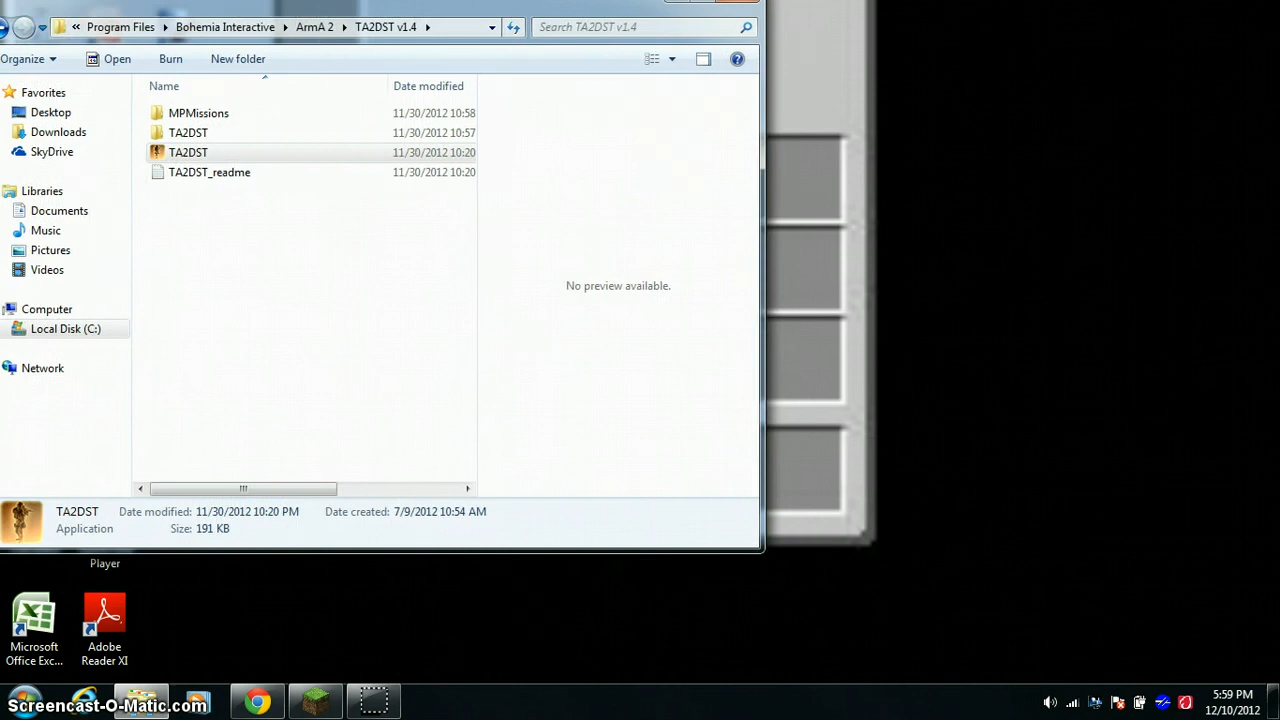 « Program Files Bohemia Interactive ArmA 2 TA2DST v1.4 Search TA2DST v1.4
Organize Open Burn New folder
Name Date modified
Favorites
Desktop
Downloads
SkyDrive
Libraries
Documents
Music
Pictures
Videos
Computer
Local Disk (C:)
Network
MPMissions 11/30/2012 10:58
TA2DST 11/30/2012 10:57
TA2DST 11/30/2012 10:20
TA2DST_readme 11/30/2012 10:20
No preview available.
TA2DST Date modified: 11/30/2012 10:20 PM Date created: 7/9/2012 10:54 AM
Application Size: 191 KB
Player
Microsoft Office Exc...
Adobe Reader XI
Screencast-O-Matic.com
5:59 PM
12/10/2012